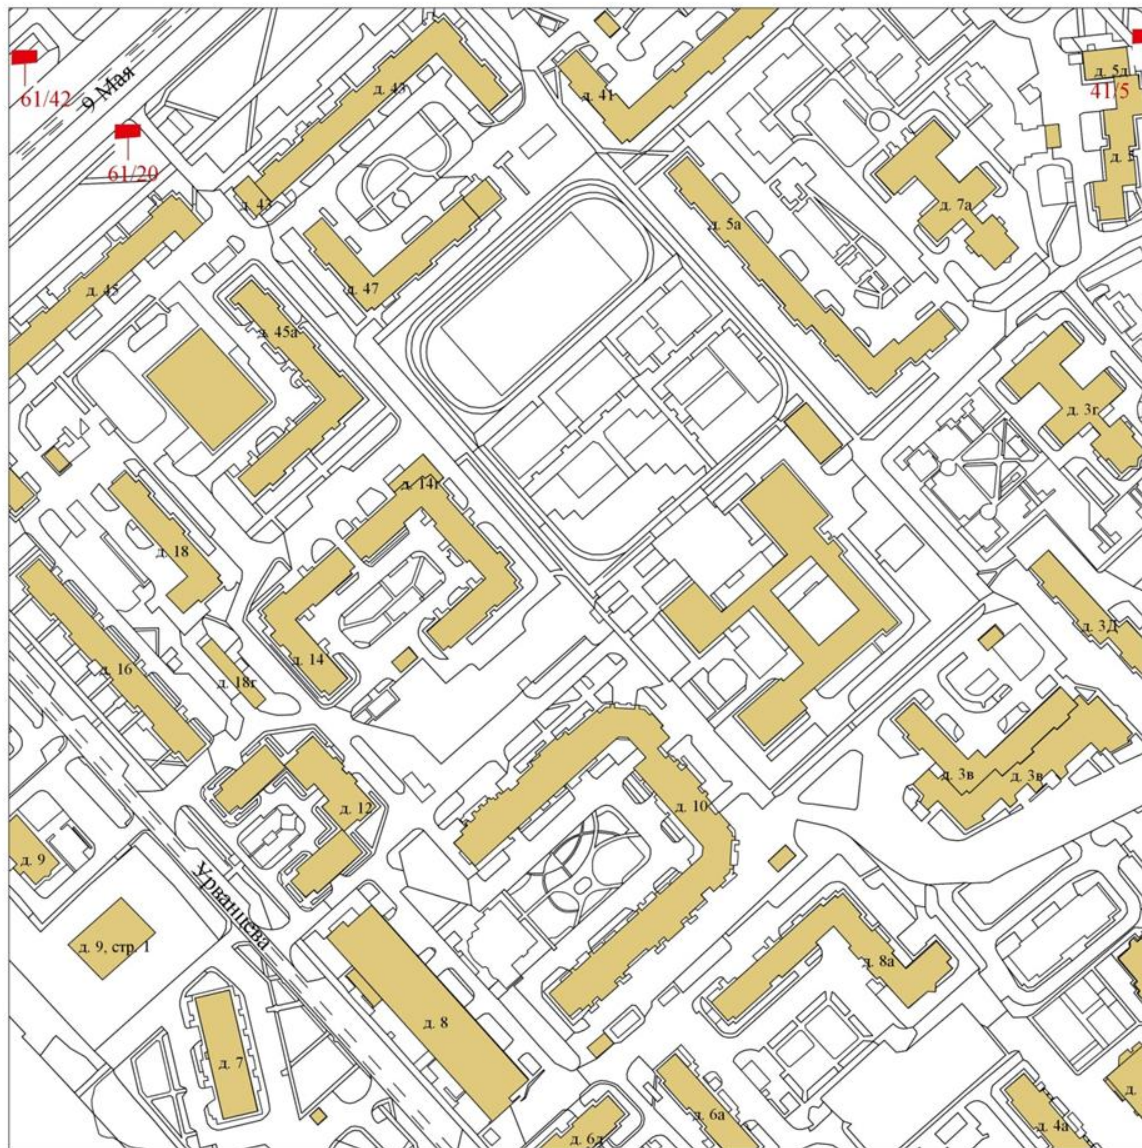 61/42
9 Мая
д. 43
д. 41
д. 5д
41/5
61/20
д. 5
д. 43
д. 7а
д. 5а
д. 45
д. 47
д. 45а
д. 3г
д. 14г
д. 18
д. 3Д
д. 14
д. 16
д. 18г
д. 3в
д. 3в
д. 12
д. 10
д. 9
Урванцева
д. 9, стр. 1
д. 8а
д. 8
д. 7
д.
д. 6а
д. 4а
д. 6д